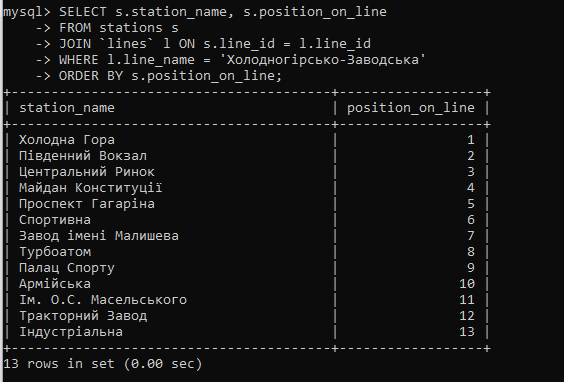 mysql> SELECT s.station_name, s.position_on_line
    -> FROM stations s
    -> JOIN `lines` l ON s.line_id = l.line_id
    -> WHERE l.line_name = 'Холодногірсько-Заводська'
    -> ORDER BY s.position_on_line;
+----------------------------------------+------------------+
| station_name                           | position_on_line |
+----------------------------------------+------------------+
| Холодна Гора                           |                1 |
| Південний Вокзал                       |                2 |
| Центральний Ринок                      |                3 |
| Майдан Конституції                     |                4 |
| Проспект Гагаріна                      |                5 |
| Спортивна                              |                6 |
| Завод імені Малишева                   |                7 |
| Турбоатом                              |                8 |
| Палац Спорту                           |                9 |
| Армійська                              |               10 |
| Ім. О.С. Масельського                  |               11 |
| Тракторний Завод                       |               12 |
| Індустріальна                          |               13 |
+----------------------------------------+------------------+
13 rows in set (0.00 sec)